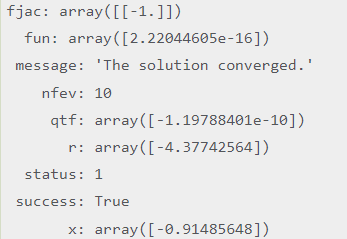 fjac: array([[-1.]])
fun: array([2.22044605e-16])
message: 'The solution converged.'
nfev: 10
qtf: array([-1.19788401e-10])
r: array([-4.37742564])
status: 1
success: True
x: array([-0.91485648])